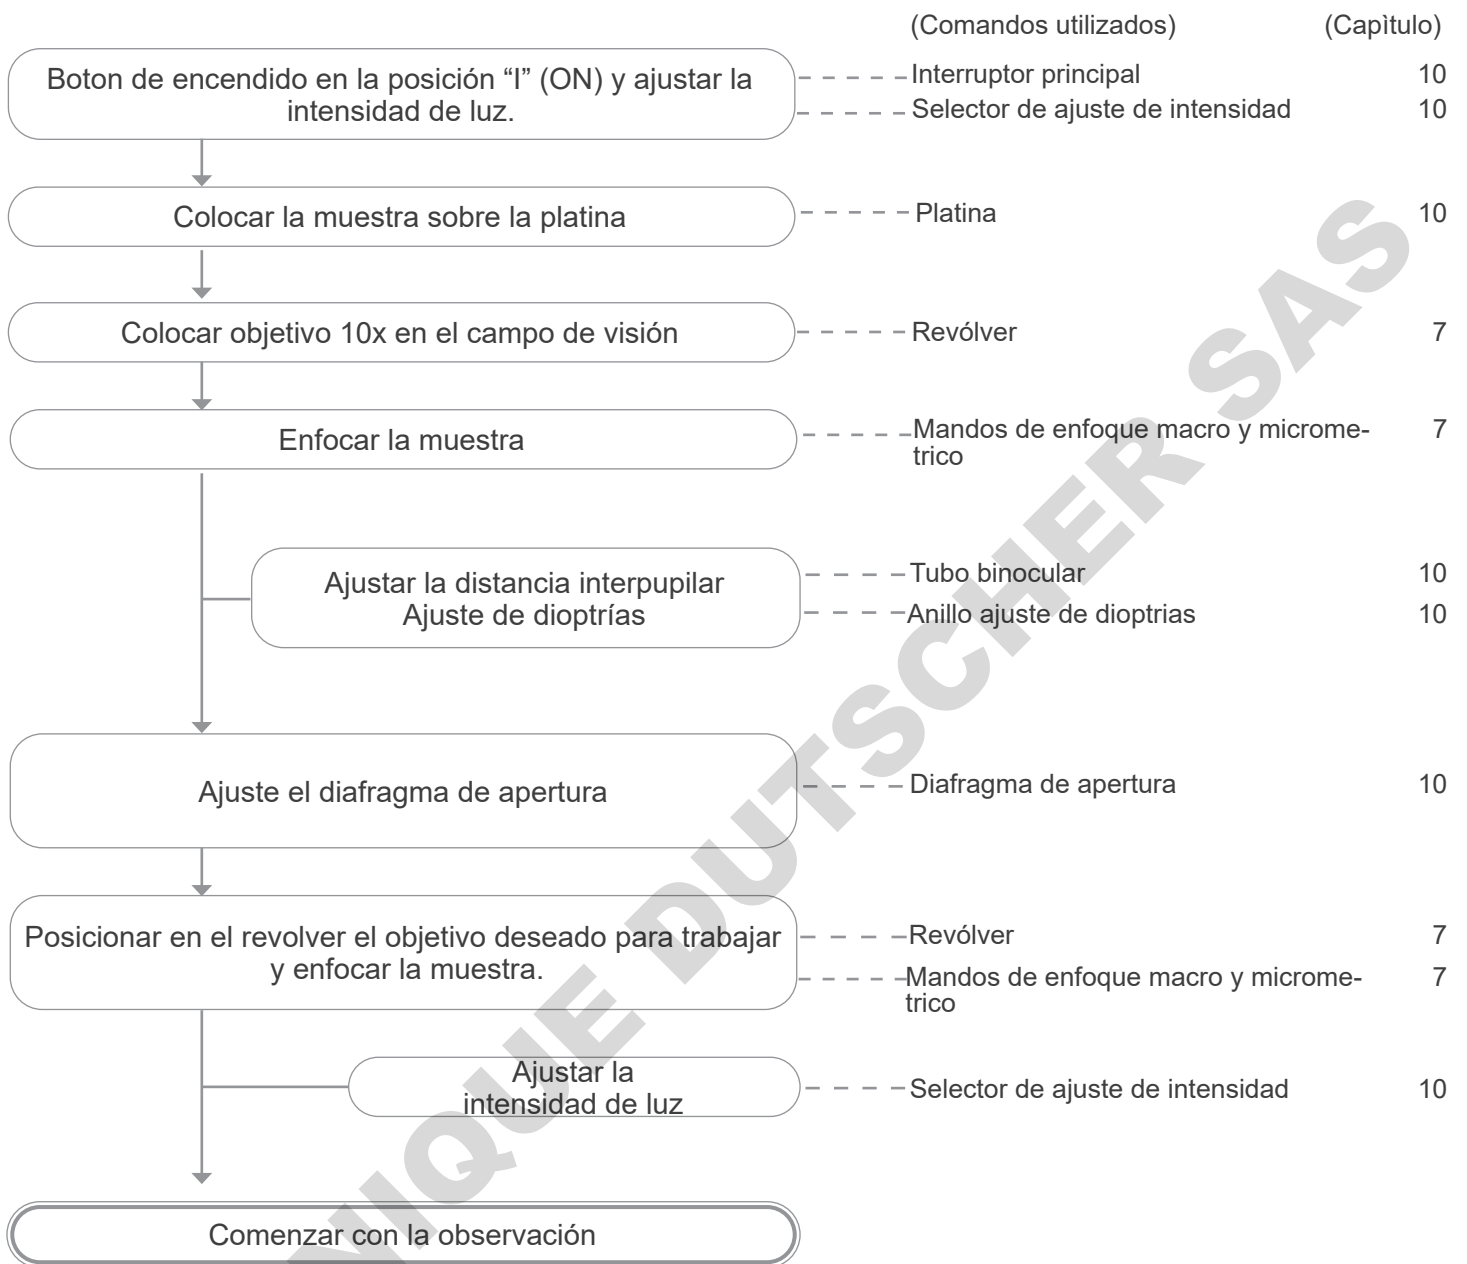 (Comandos utilizados) (Capìtulo)
Boton de encendido en la posición “I” (ON) y ajustar la
intensidad de luz.
Interruptor principal 10
Selector de ajuste de intensidad 10
Colocar la muestra sobre la platina
Platina 10
Colocar objetivo 10x en el campo de visión
Revólver 7
Enfocar la muestra
Mandos de enfoque macro y microme- 7
trico
Ajustar la distancia interpupilar
Ajuste de dioptrías
Tubo binocular 10
Anillo ajuste de dioptrias 10
Ajuste el diafragma de apertura
Diafragma de apertura 10
Posicionar en el revolver el objetivo deseado para trabajar
y enfocar la muestra.
Revólver 7
Mandos de enfoque macro y microme- 7
trico
Ajustar la
intensidad de luz
Selector de ajuste de intensidad 10
Comenzar con la observación
NIQUE DUTSCHER SAS